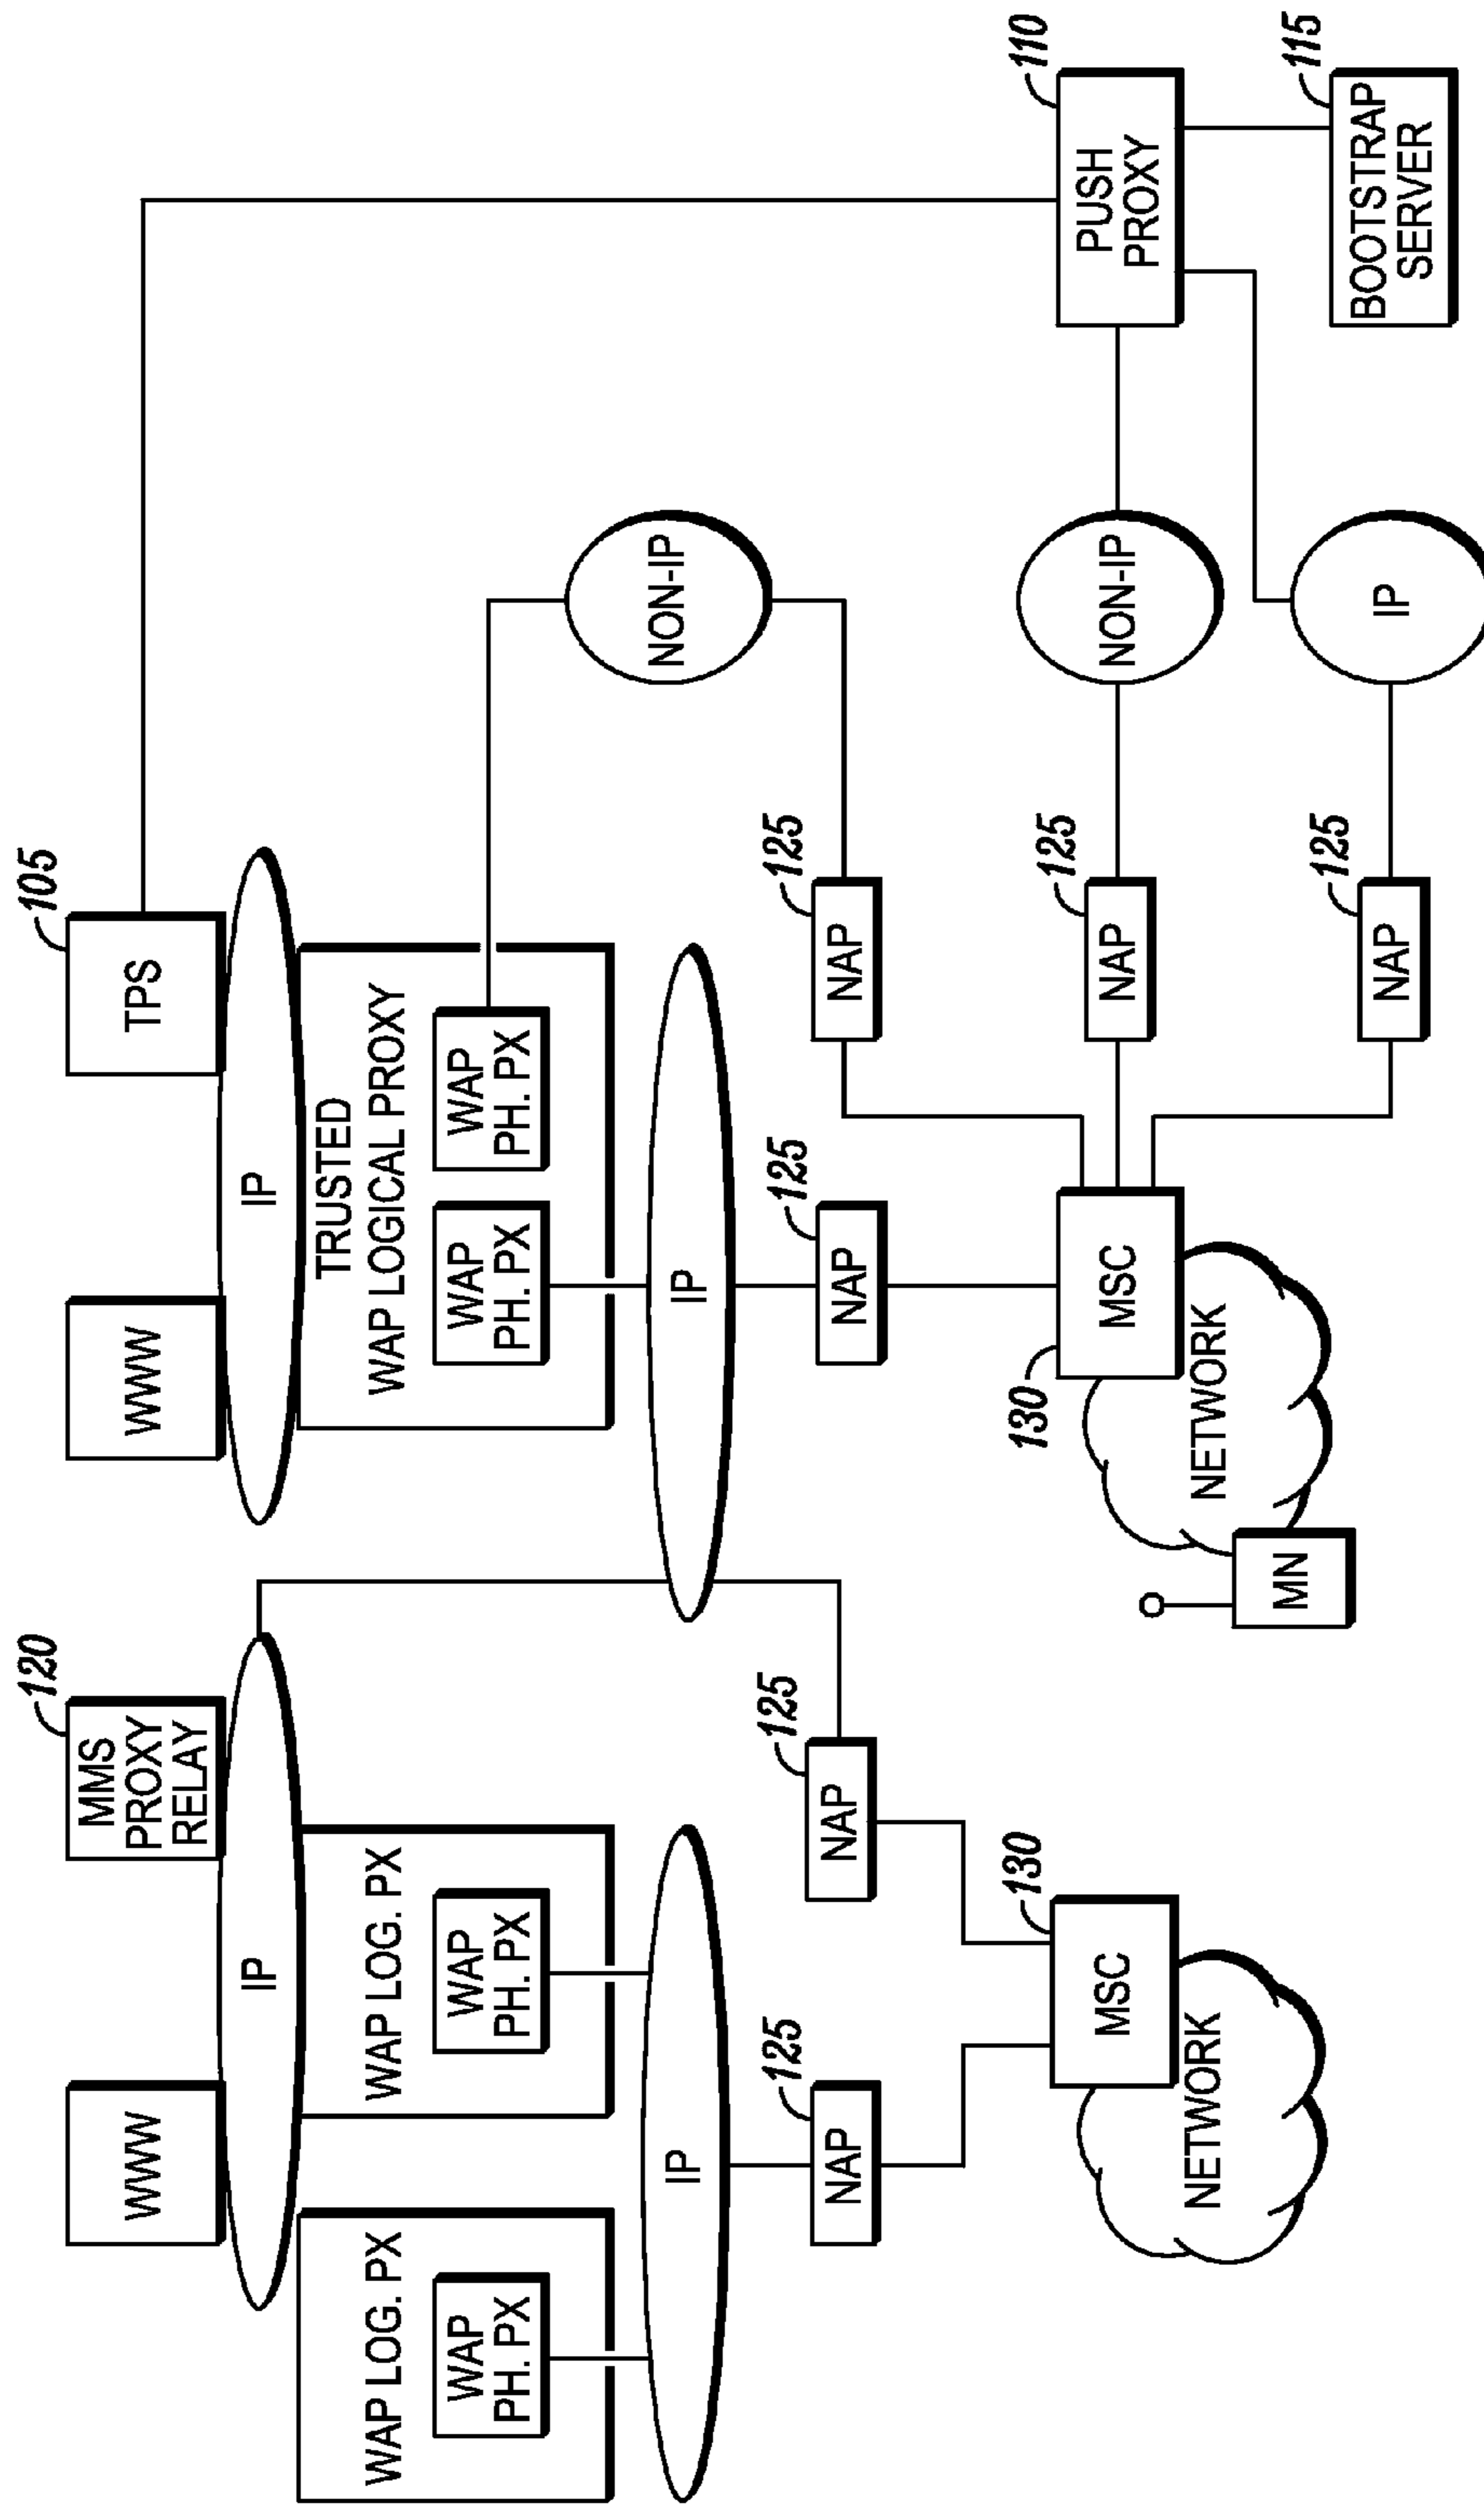 120
105
WWW
MMS
PROXY
RELAY
WWW
TPS
IP
IP
WAP LOG. PX
WAP
PH. PX
WAP LOG. PX
WAP
PH. PX
TRUSTED
WAP LOGICAL PROXY
WAP
PH.PX
WAP
PH.PX
NON-IP
IP
IP
125
NAP
125
NAP
125
NAP
125
NAP
130
MSC
NETWORK
130
MSC
NETWORK
MN
125
NAP
NON-IP
110
PUSH
PROXY
125
NAP
IP
115
BOOTSTRAP
SERVER